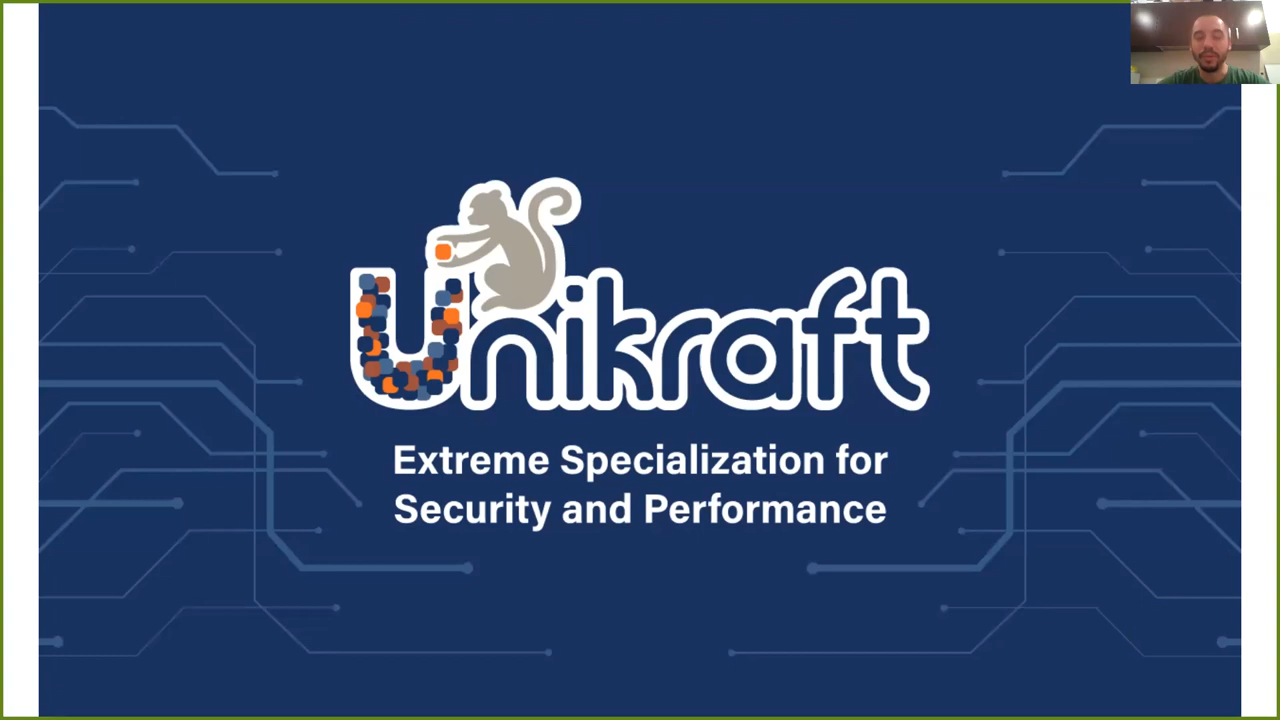 Unikraft
Extreme Specialization for
Security and Performance